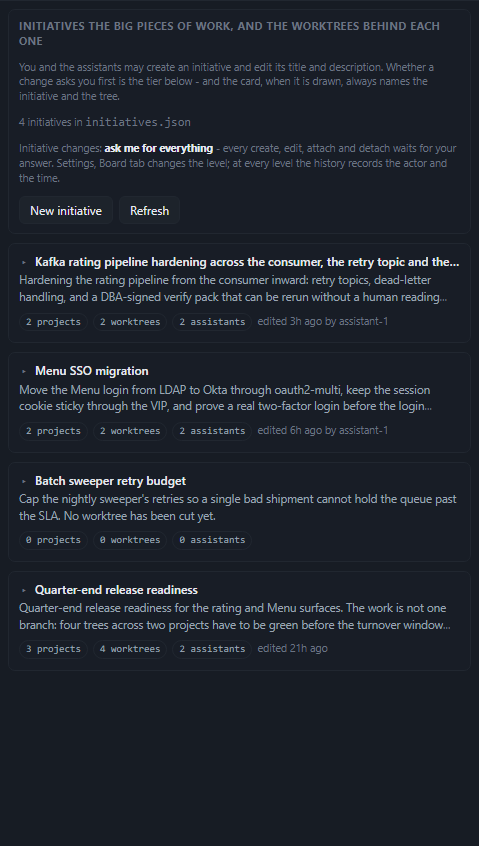 INITIATIVES THE BIG PIECES OF WORK, AND THE WORKTREES BEHIND EACH
ONE
You and the assistants may create an initiative and edit its title and description. Whether a
change asks you first is the tier below - and the card, when it is drawn, always names the
initiative and the tree.
4 initiatives in initiatives.json
Initiative changes: ask me for everything - every create, edit, attach and detach waits for your
answer. Settings, Board tab changes the level; at every level the history records the actor and
the time.
New initiative Refresh
Kafka rating pipeline hardening across the consumer, the retry topic and the...
Hardening the rating pipeline from the consumer inward: retry topics, dead-letter
handling, and a DBA-signed verify pack that can be rerun without a human reading...
2 projects 2 worktrees 2 assistants edited 3h ago by assistant-1
Menu SSO migration
Move the Menu login from LDAP to Okta through oauth2-multi, keep the session
cookie sticky through the VIP, and prove a real two-factor login before the login...
2 projects 2 worktrees 2 assistants edited 6h ago by assistant-1
Batch sweeper retry budget
Cap the nightly sweeper's retries so a single bad shipment cannot hold the queue past
the SLA. No worktree has been cut yet.
0 projects 0 worktrees 0 assistants
Quarter-end release readiness
Quarter-end release readiness for the rating and Menu surfaces. The work is not one
branch: four trees across two projects have to be green before the turnover window...
3 projects 4 worktrees 2 assistants edited 21h ago